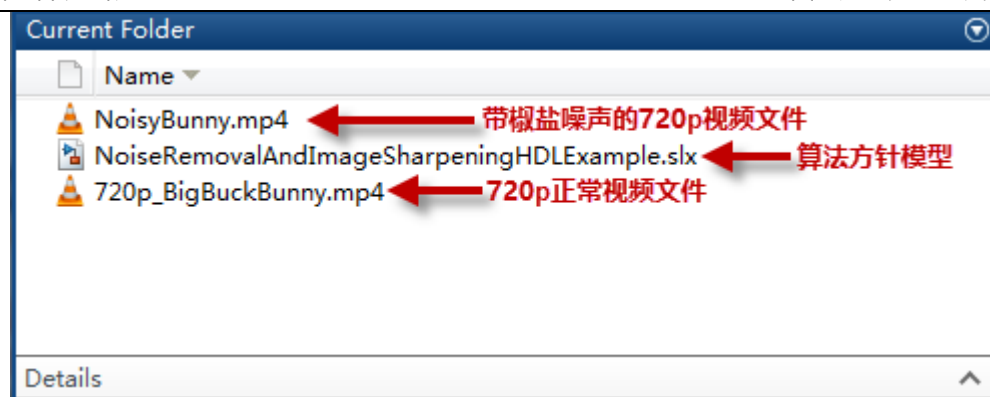 Current Folder
Name
NoisyBunny.mp4 带椒盐噪声的720p视频文件
NoiseRemovalAndImageSharpeningHDLExample.slx 算法方针模型
720p_BigBuckBunny.mp4 720p正常视频文件
Details